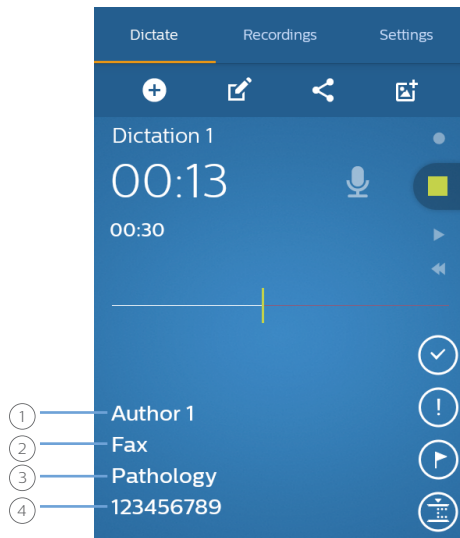 Dictate Recordings Settings
Dictation 1
00:13
00:30
1 Author 1
2 Fax
3 Pathology
4 123456789